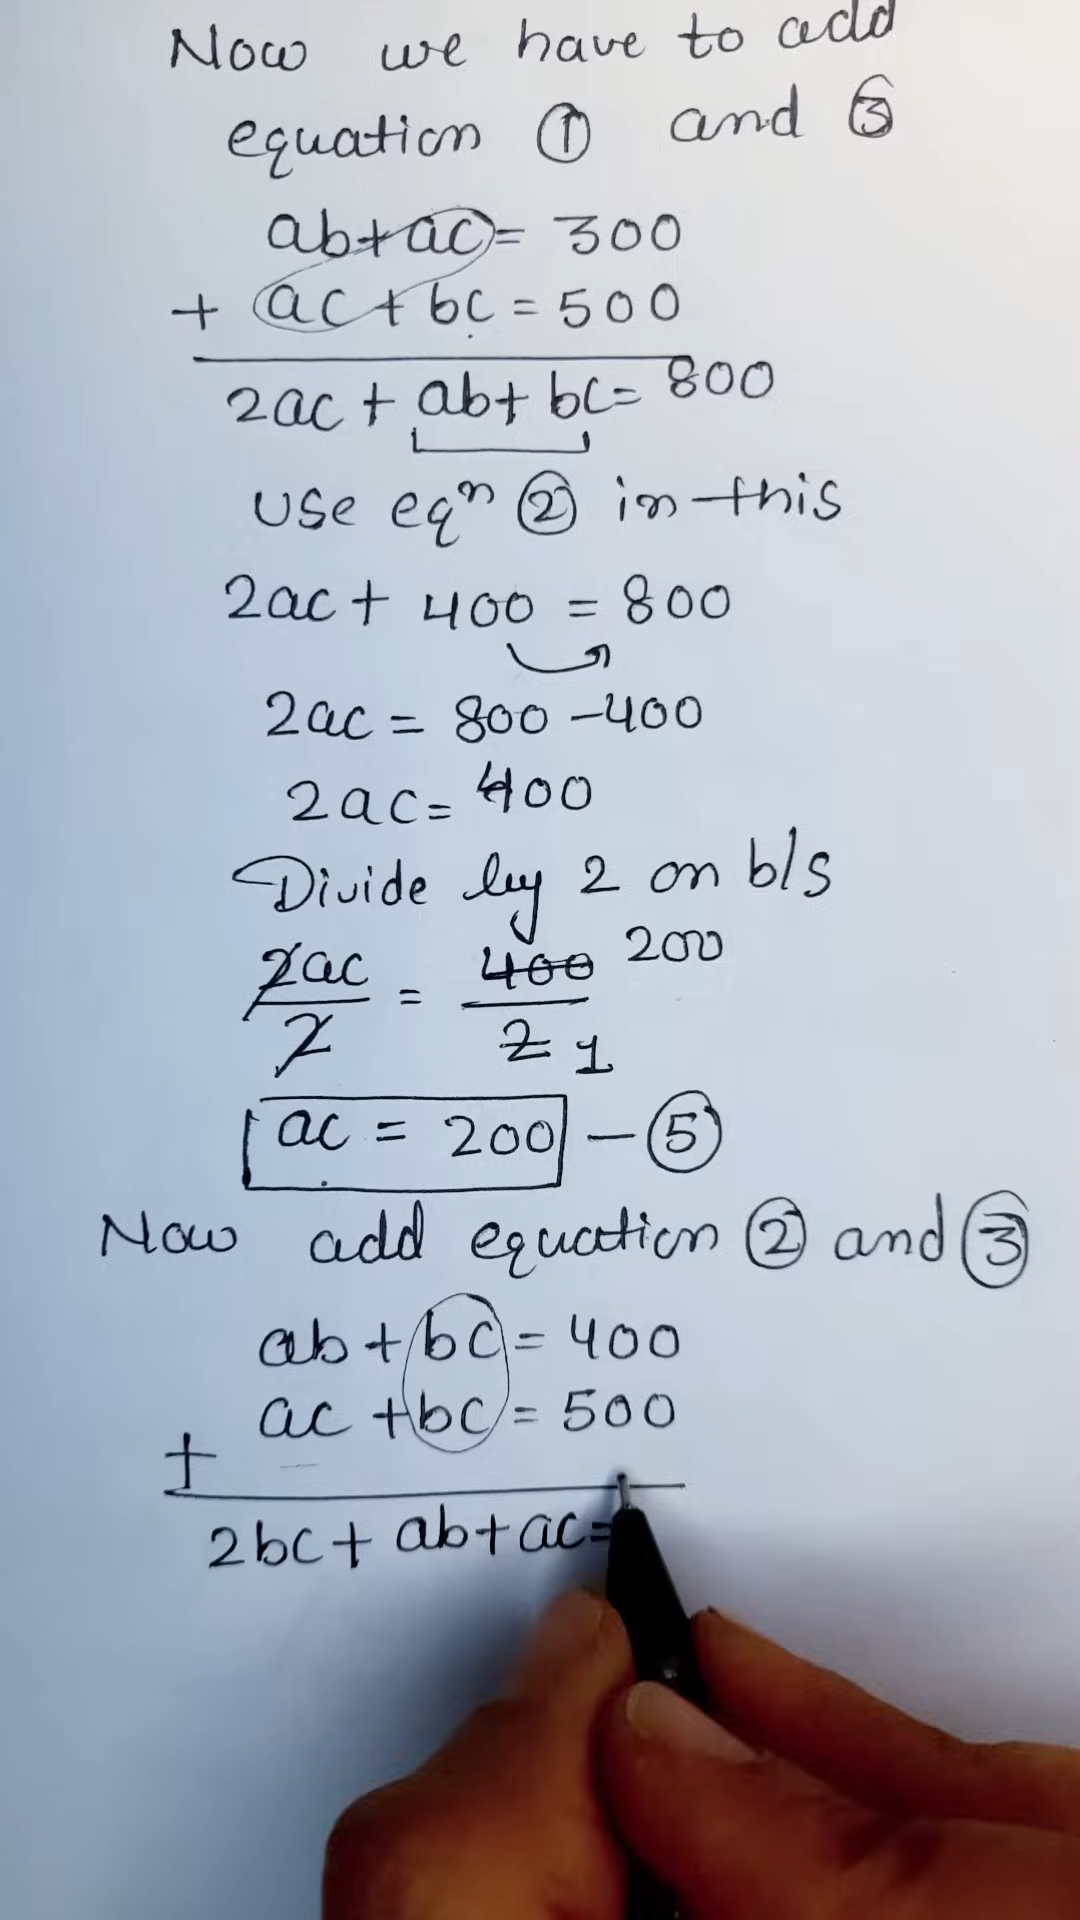 Now we have to add
equation ① and ③
ab+ac = 300
+ ac + bc = 500
2ac + ab+ bc = 800
use eqⁿ ② in this
2ac + 400 = 800
2ac = 800 - 400
2ac = 400
Divide by 2 on b/s
2ac/2 = 400/2 200 1
ac = 200 - ⑤
Now add equation ② and ③
ab + bc = 400
ac + bc = 500
+
2bc + ab + ac =